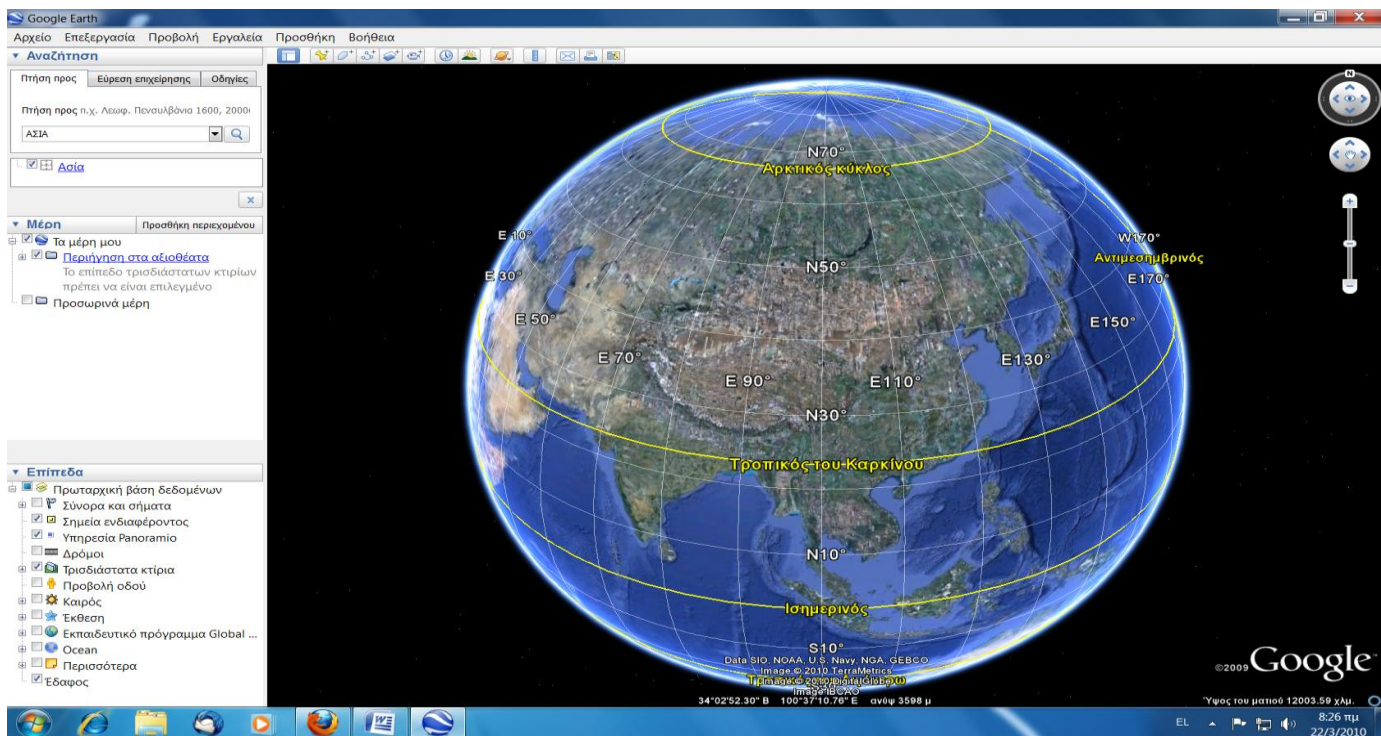 Google Earth
Αρχείο Επεξεργασία Προβολή Εργαλεία Προσθήκη Βοήθεια
Αναζήτηση
Πτήση προς Εύρεση επιχείρησης Οδηγίες
Πτήση προς π.χ. Λεωφ. Πενσυλβάνια 1600, 2000
ΑΣΙΑ
Ασία
Μέρη Προσθήκη περιεχομένου
Τα μέρη μου
Περιήγηση στα αξιοθέατα
Το επίπεδο τρισδιάστατων κτιρίων
πρέπει να είναι επιλεγμένο
Προσωρινά μέρη
Επίπεδα
Πρωταρχική βάση δεδομένων
Σύνορα και σήματα
Σημεία ενδιαφέροντος
Υπηρεσία Panoramio
Δρόμοι
Τρισδιάστατα κτίρια
Προβολή οδού
Καιρός
Έκθεση
Εκπαιδευτικό πρόγραμμα Global ...
Ocean
Περισσότερα
Έδαφος
N
N70°
Αρκτικός κύκλος
E 10°
W170°
Αντιμεσημβρινός
N50°
E 30°
E170°
E 50°
E150°
E 70°
E130°
E 90°
E110°
N30°
Τροπικός του Καρκίνου
N10°
Ισημερινός
S10°
Data SIO, NOAA, U.S. Navy, NGA, GEBCO
Image © 2010 TerraMetrics
Image © 2010 DigitalGlobe
Image IBCAO
©2009 Google
34°02'52.30" Β 100°37'10.76" Ε ανύψ 3598 μ
Ύψος του ματιού 12003.59 χλμ.
EL
8:26 πμ
22/3/2010